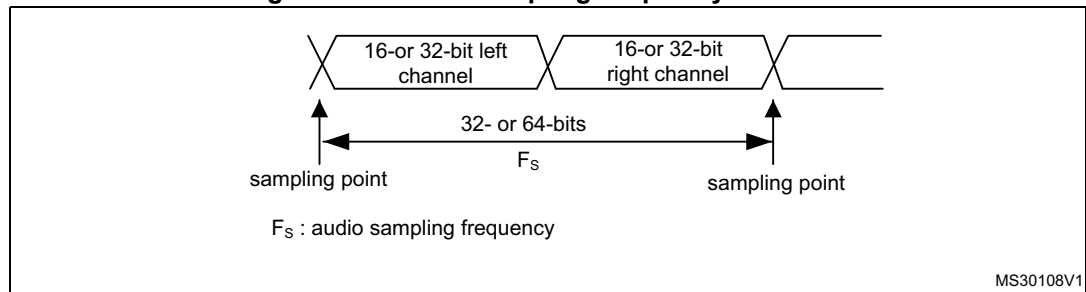 16-or 32-bit left
channel
16-or 32-bit
right channel
32- or 64-bits
FS
sampling point
sampling point
FS : audio sampling frequency
MS30108V1